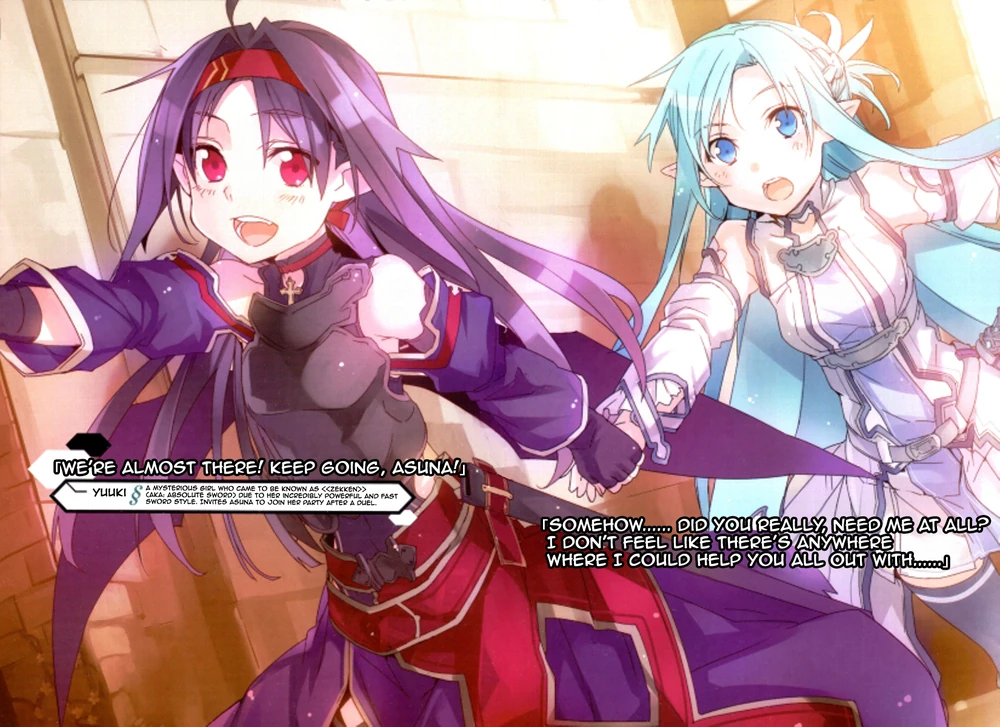 「WE'RE ALMOST THERE! KEEP GOING, ASUNA!」
YUUKI § A MYSTERIOUS GIRL WHO CAME TO BE KNOWN AS <<ZEKKEN>>
(AKA: ABSOLUTE SWORD) DUE TO HER INCREDIBLY POWERFUL AND FAST
SWORD STYLE. INVITES ASUNA TO JOIN HER PARTY AFTER A DUEL.
「SOMEHOW...... DID YOU REALLY, NEED ME AT ALL?
I DON'T FEEL LIKE THERE'S ANYWHERE
WHERE I COULD HELP YOU ALL OUT WITH......」